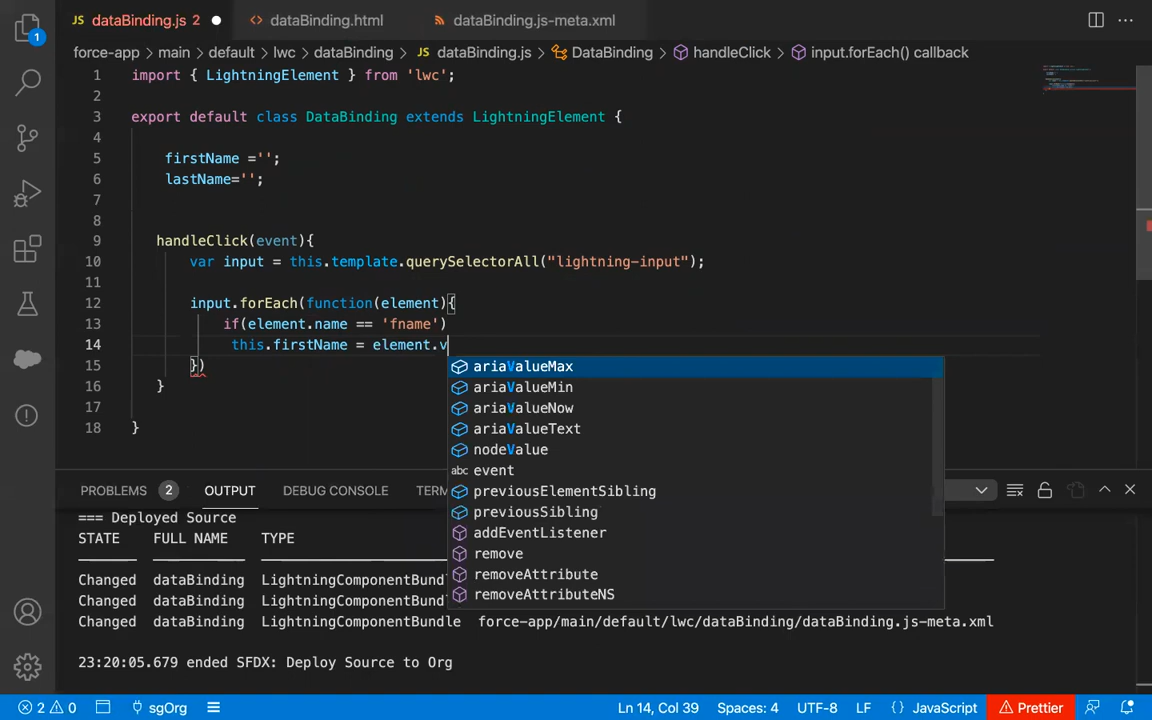 JS dataBinding.js 2
<> dataBinding.html
dataBinding.js-meta.xml
force-app > main > default > lwc > dataBinding > JS dataBinding.js > DataBinding > handleClick > input.forEach() callback
1 import { LightningElement } from 'lwc';
2
3 export default class DataBinding extends LightningElement {
4
5 firstName ='';
6 lastName='';
7
8
9 handleClick(event){
10 var input = this.template.querySelectorAll("lightning-input");
11
12 input.forEach(function(element){
13 if(element.name == 'fname')
14 this.firstName = element.v
15 })
16 }
17
18 }
ariaValueMax
ariaValueMin
ariaValueNow
ariaValueText
nodeValue
abc event
previousElementSibling
previousSibling
addEventListener
remove
removeAttribute
removeAttributeNS
1
PROBLEMS 2 OUTPUT DEBUG CONSOLE TERM
=== Deployed Source
STATE FULL NAME TYPE
Changed dataBinding LightningComponentBund
Changed dataBinding LightningComponentBund
Changed dataBinding LightningComponentBundle force-app/main/default/lwc/dataBinding/dataBinding.js-meta.xml
23:20:05.679 ended SFDX: Deploy Source to Org
2 0 sgOrg Ln 14, Col 39 Spaces: 4 UTF-8 LF {} JavaScript Prettier